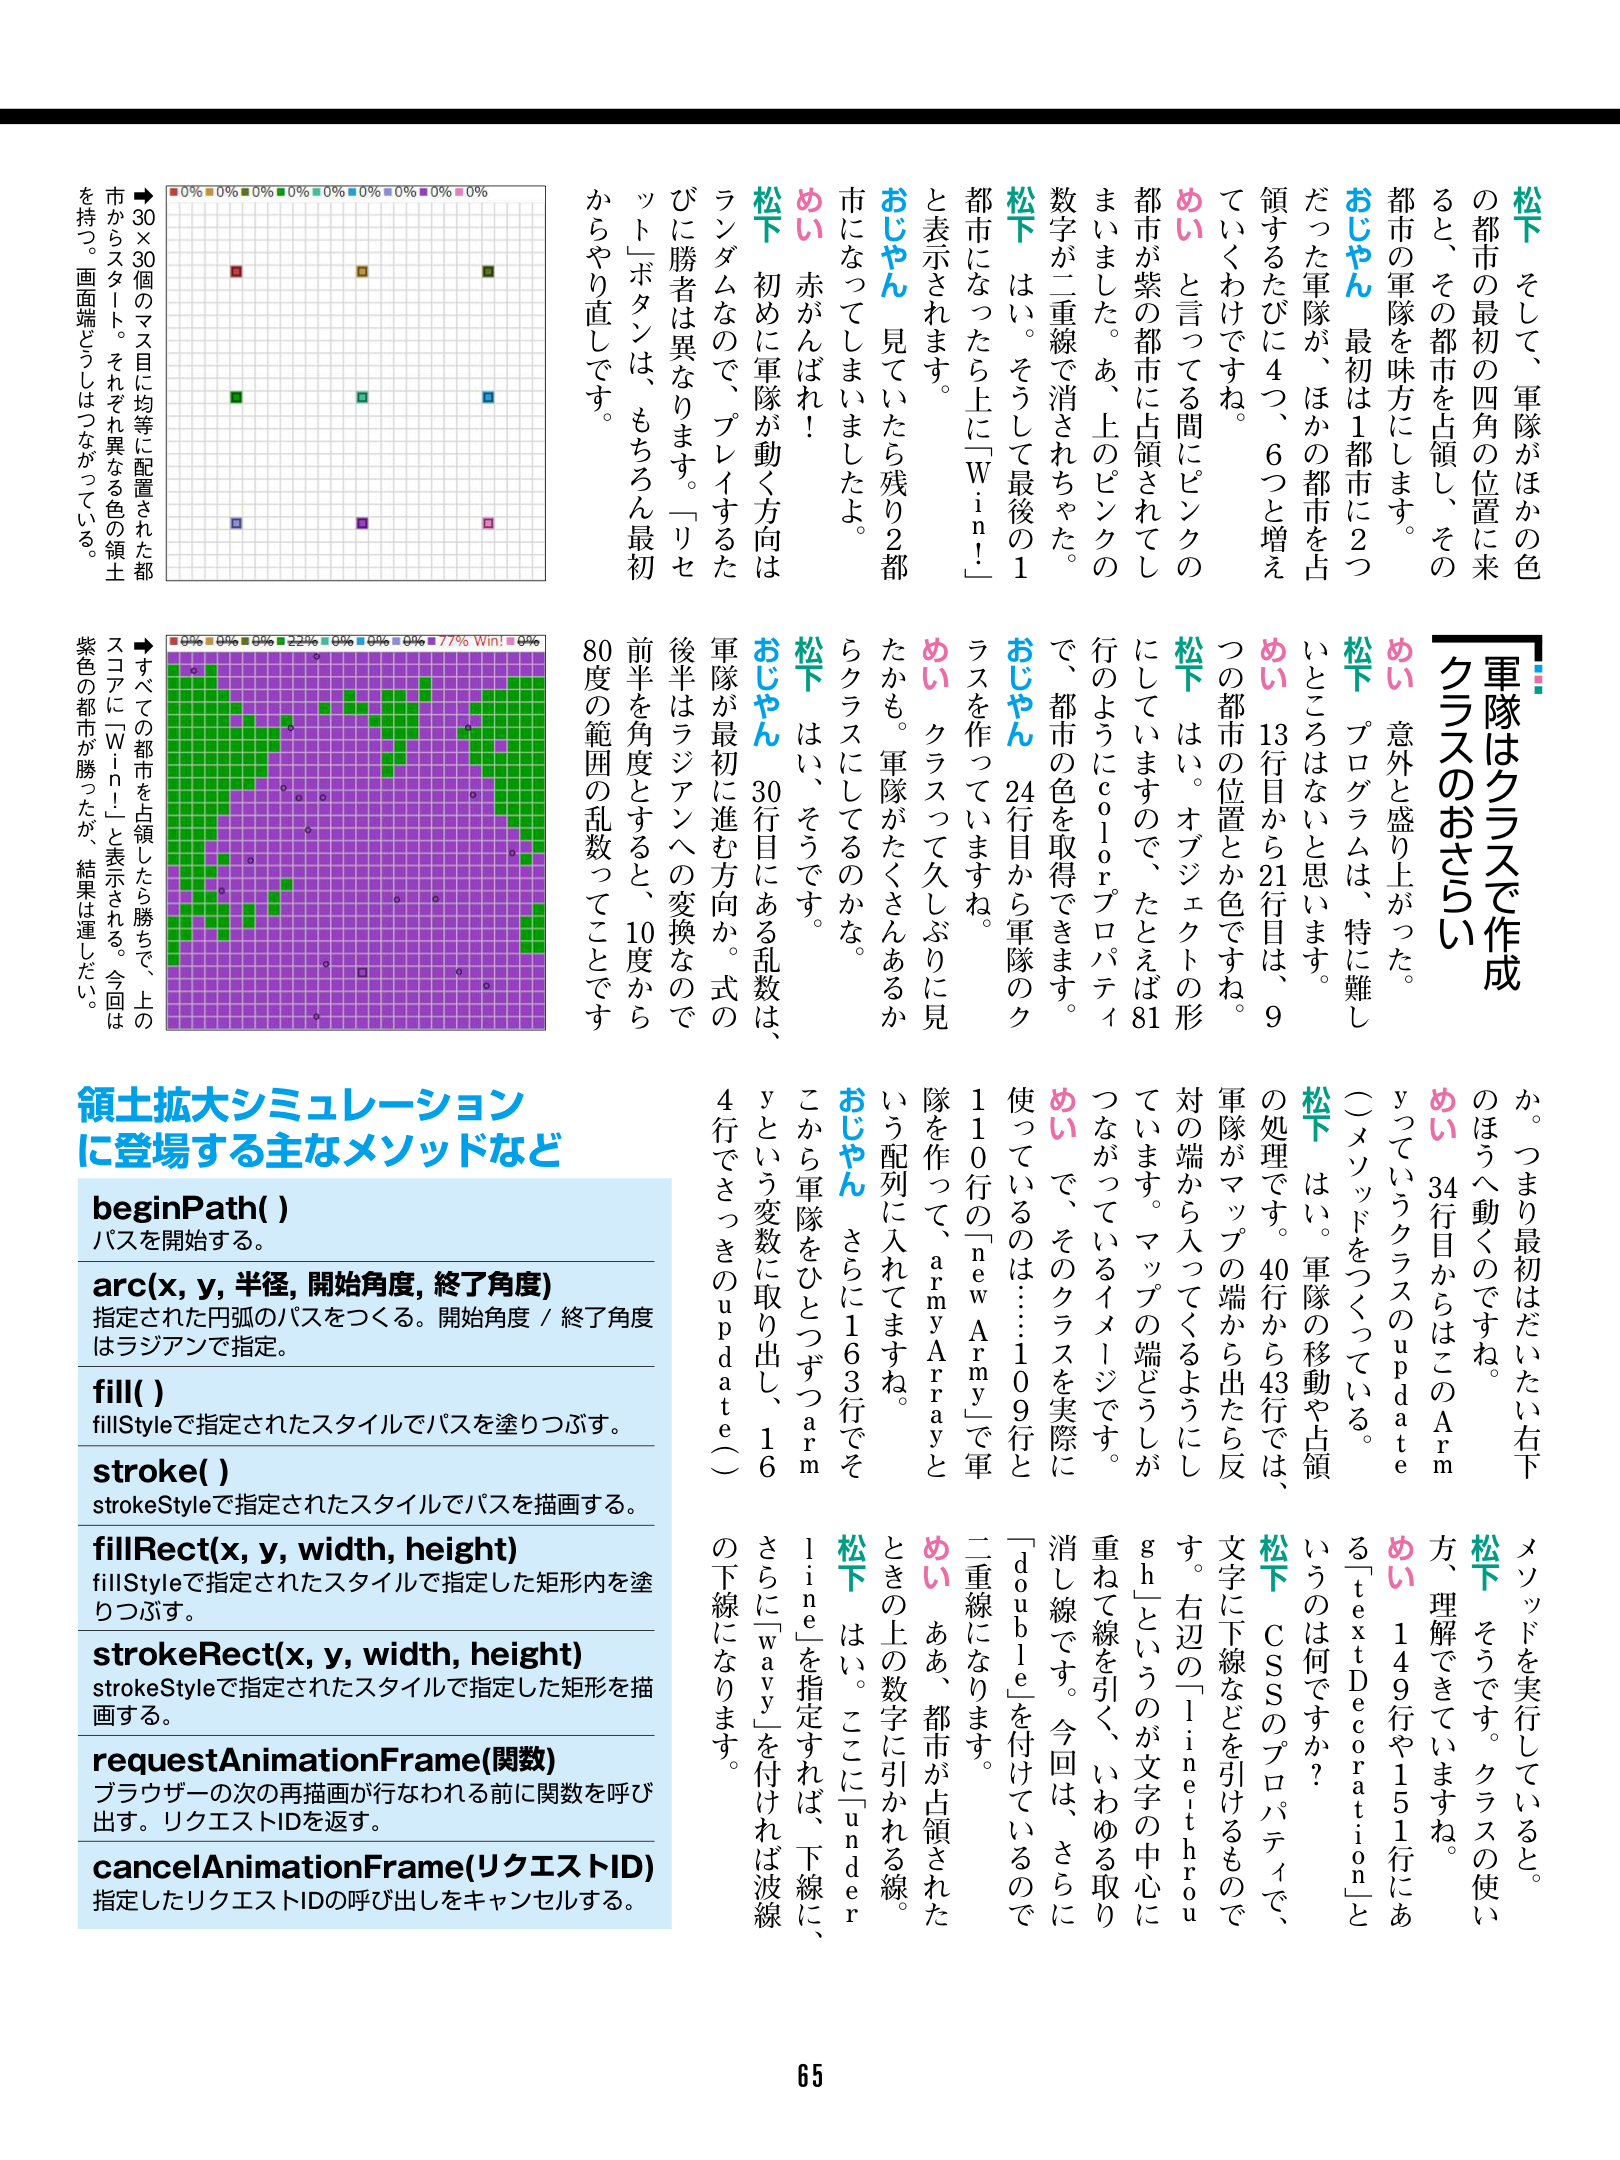 松下　そして、軍隊がほかの色
の都市の最初の四角の位置に来
ると、その都市を占領し、その
都市の軍隊を味方にします。
おじやん　最初は1都市に2つ
だった軍隊が、ほかの都市を占
領するたびに4つ、6つと増え
ていくわけですね。
めい　と言ってる間にピンクの
都市が紫の都市に占領されてし
まいました。あ、上のピンクの
数字が二重線で消されちゃった。
松下　はい。そうして最後の1
都市になったら上に「Win!」
と表示されます。
おじやん　見ていたら残り2都
市になってしまいましたよ。
めい　赤がんばれ！
松下　初めに軍隊が動く方向は
ランダムなので、プレイするた
びに勝者は異なります。「リセ
ット」ボタンは、もちろん最初
からやり直しです。
0% 0% 0% 0% 0% 0% 0% 0% 0%
➡30×30個のマス目に均等に配置された都
市からスタート。それぞれ異なる色の領土
を持つ。画面端どうしはつながっている。
軍隊はクラスで作成
クラスのおさらい
めい　意外と盛り上がった。
松下　プログラムは、特に難し
いところはないと思います。
めい　13行目から21行目は、9
つの都市の位置とか色ですね。
松下　はい。オブジェクトの形
にしていますので、たとえば81
行のようにcolorプロパティ
で、都市の色を取得できます。
おじやん　24行目から軍隊のク
ラスを作っていますね。
めい　クラスって久しぶりに見
たかも。軍隊がたくさんあるか
らクラスにしてるのかな。
松下　はい、そうです。
おじやん　30行目にある乱数は、
軍隊が最初に進む方向か。式の
後半はラジアンへの変換なので
前半を角度とすると、10度から
80度の範囲の乱数ってことです
0% 0% 0% 22% 0% 0% 0% 77% Win! 0%
➡すべての都市を占領したら勝ちで、上の
スコアに「Win!」と表示される。今回は
紫色の都市が勝ったが、結果は運しだい。
か。つまり最初はだいたい右下
のほうへ動くのですね。
めい　34行目からはこのArm
yっていうクラスのupdate
()メソッドをつくっている。
松下　はい。軍隊の移動や占領
の処理です。40行から43行では、
軍隊がマップの端から出たら反
対の端から入ってくるようにし
ています。マップの端どうしが
つながっているイメージです。
めい　で、そのクラスを実際に
使っているのは……109行と
110行の「new Army」で軍
隊を作って、armyArrayと
いう配列に入れてますね。
おじやん　さらに163行でそ
こから軍隊をひとつずつarm
yという変数に取り出し、16
4行でさっきのupdate()
メソッドを実行していると。
松下　そうです。クラスの使い
方、理解できていますね。
めい　149行や151行にあ
る「textDecoration」と
いうのは何ですか？
松下　CSSのプロパティで、
文字に下線などを引けるもので
す。右辺の「line-throu
gh」というのが文字の中心に
重ねて線を引く、いわゆる取り
消し線です。今回は、さらに
「double」を付けているので
二重線になります。
めい　ああ、都市が占領された
ときの上の数字に引かれる線。
松下　はい。ここに「under
line」を指定すれば、下線に、
さらに「wavy」を付ければ波線
の下線になります。
領土拡大シミュレーション
に登場する主なメソッドなど
beginPath( )
パスを開始する。
arc(x, y, 半径, 開始角度, 終了角度)
指定された円弧のパスをつくる。開始角度 / 終了角度
はラジアンで指定。
fill( )
fillStyleで指定されたスタイルでパスを塗りつぶす。
stroke( )
strokeStyleで指定されたスタイルでパスを描画する。
fillRect(x, y, width, height)
fillStyleで指定されたスタイルで指定した矩形内を塗
りつぶす。
strokeRect(x, y, width, height)
strokeStyleで指定されたスタイルで指定した矩形を描
画する。
requestAnimationFrame(関数)
ブラウザーの次の再描画が行なわれる前に関数を呼び
出す。リクエストIDを返す。
cancelAnimationFrame(リクエストID)
指定したリクエストIDの呼び出しをキャンセルする。
65